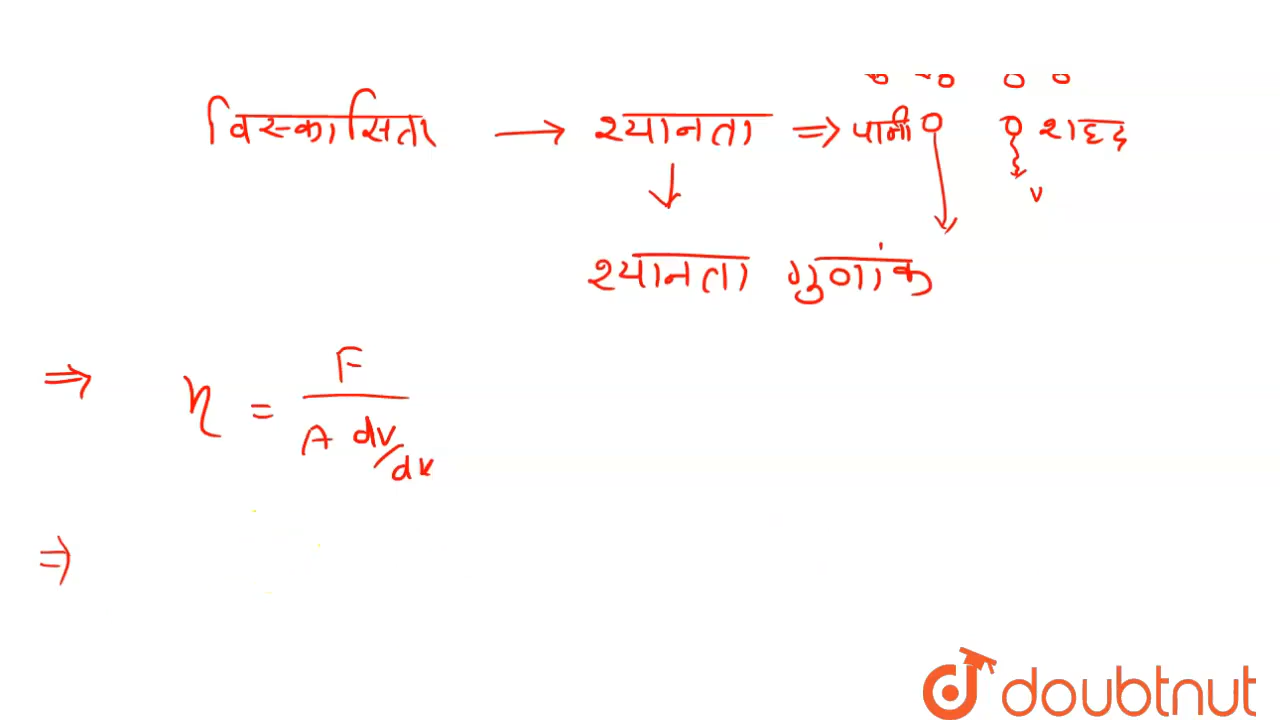 विस्कासिता → श्यानता ⇒ पानी शहद
v
श्यानता गुणांक
⇒ η = F / A dv/dx
⇒
doubtnut